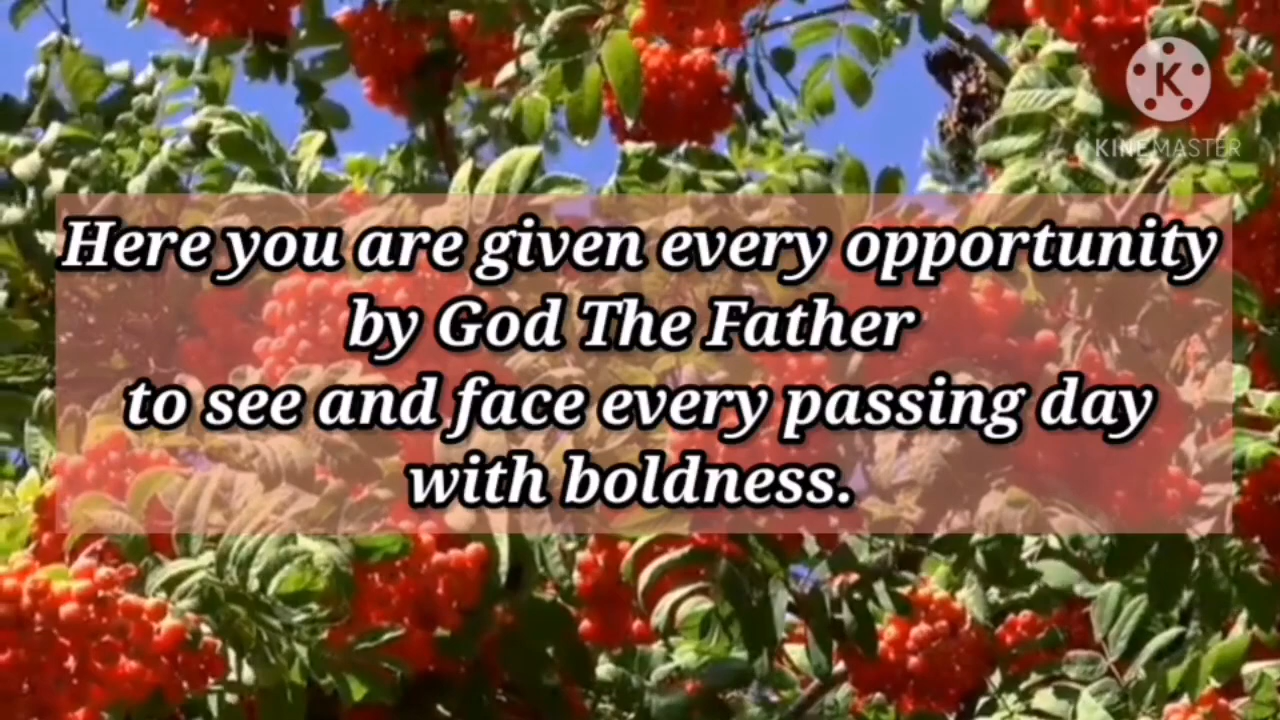 K
KINEMASTER
Here you are given every opportunity
by God The Father
to see and face every passing day
with boldness.